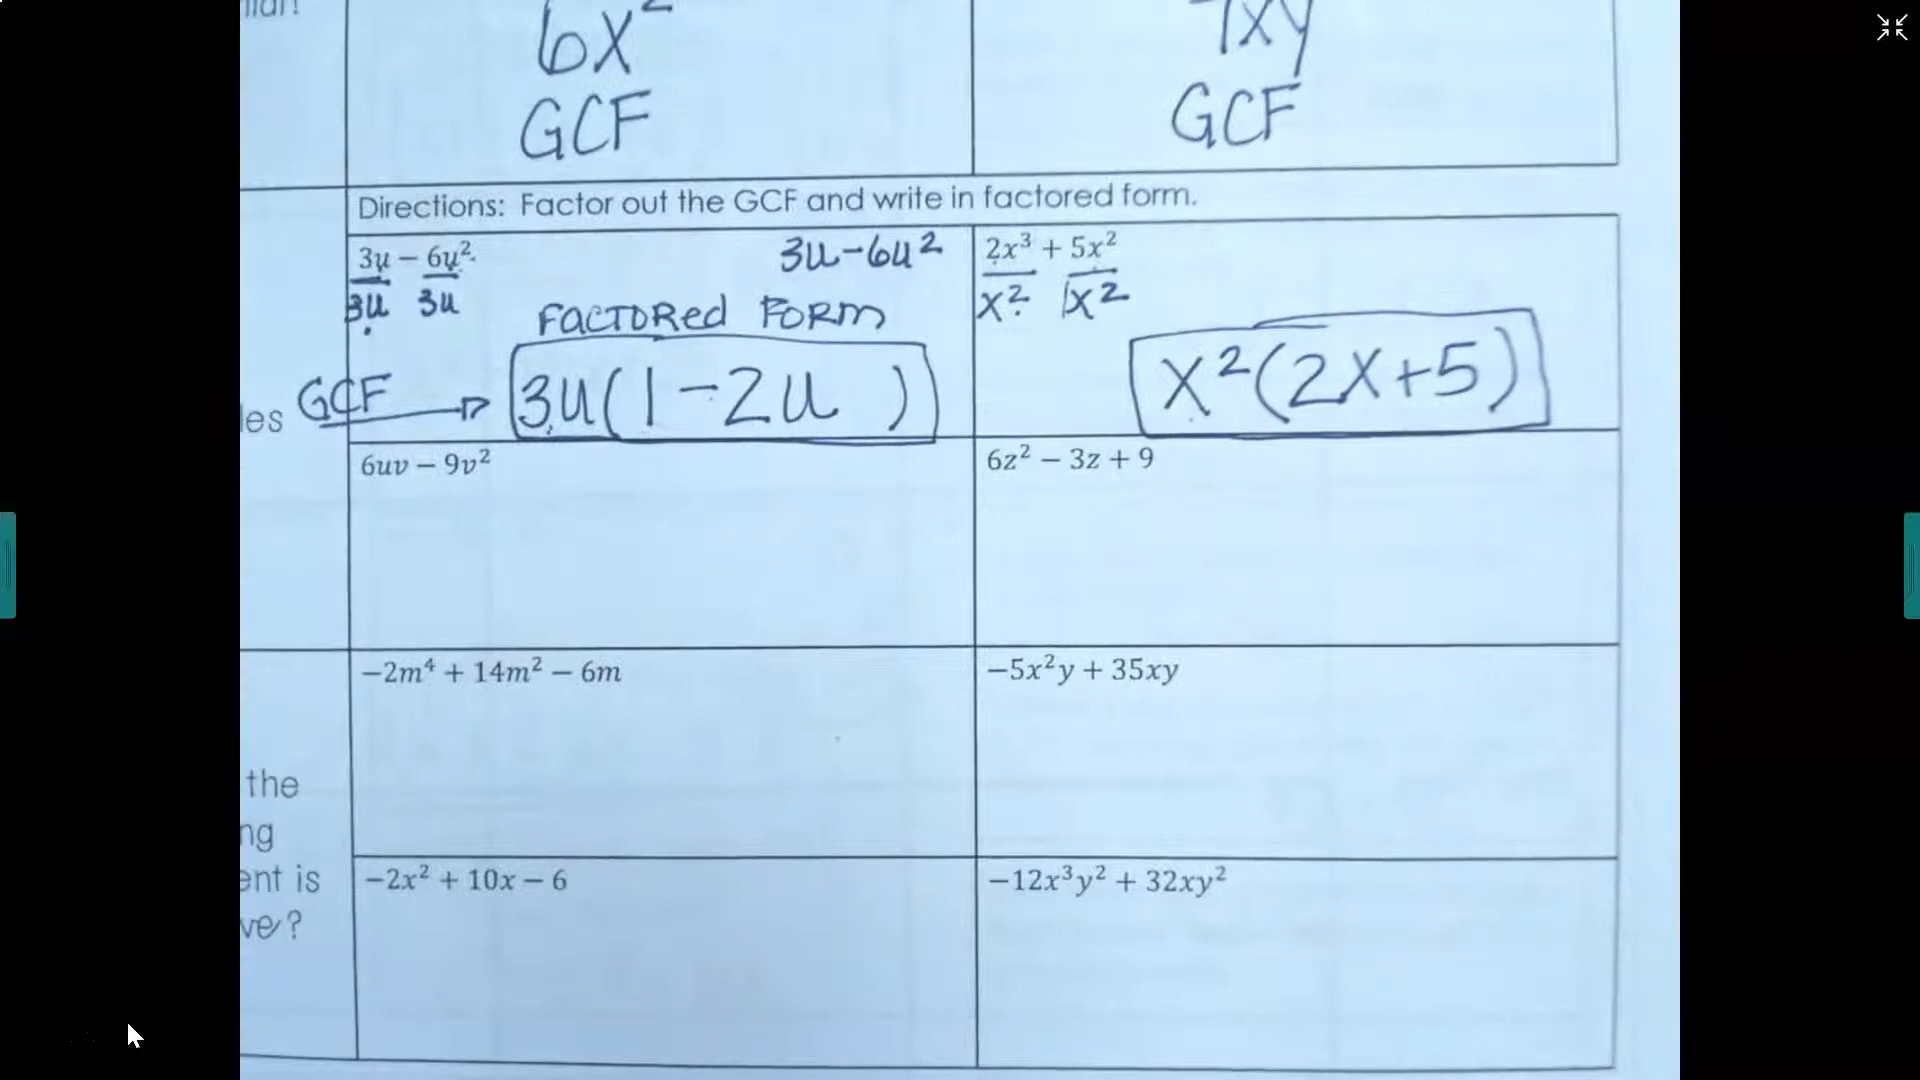 6x²
7xy
GCF
GCF
Directions: Factor out the GCF and write in factored form.
3u − 6u²
3u-6u²
2x³ + 5x²
3u 3u
x² x²
FACTORed FORM
GCF
3u(1-2u )
x²(2x+5)
les
6uv − 9v²
6z² − 3z + 9
−2m⁴ + 14m² − 6m
−5x²y + 35xy
the
ng
ent is
ve?
−2x² + 10x − 6
−12x³y² + 32xy²